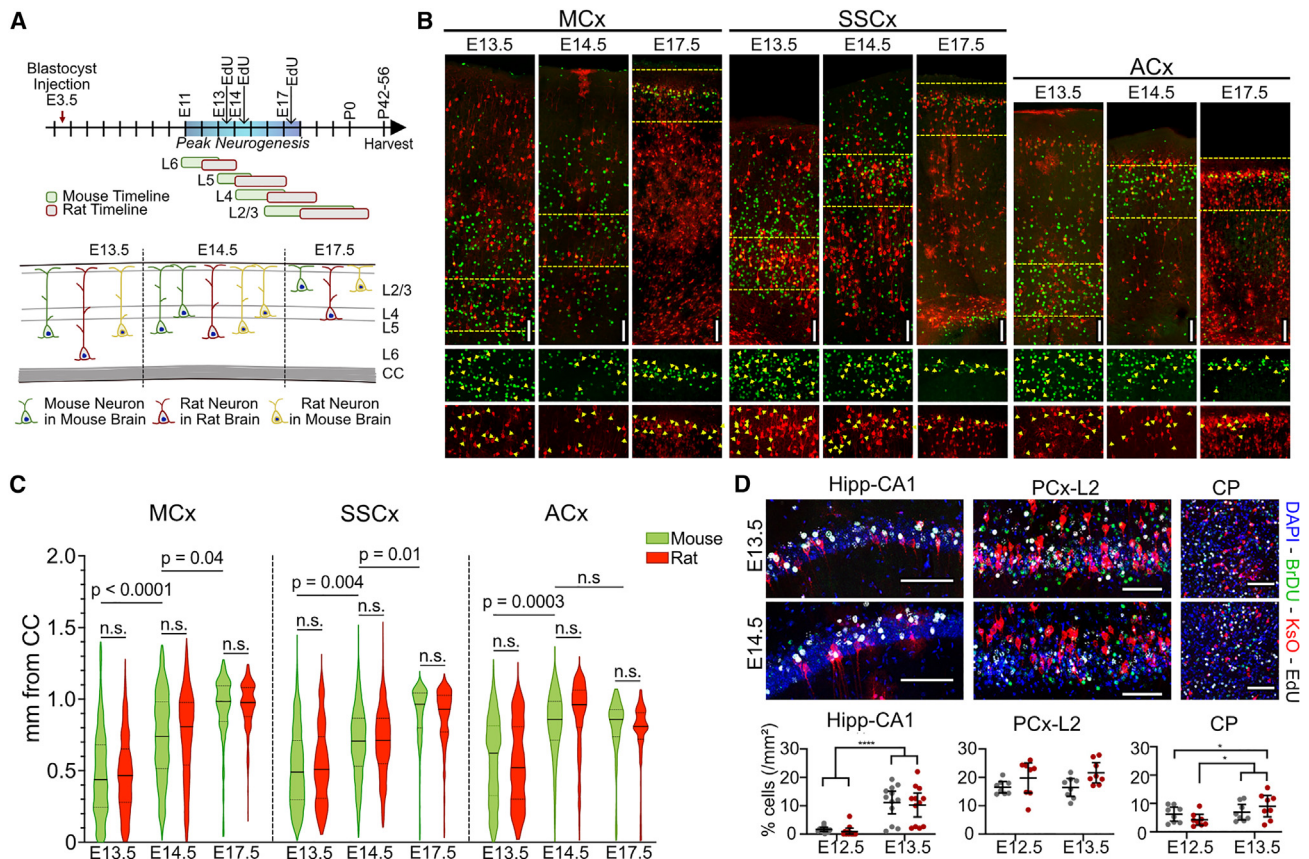 A
Blastocyst
Injection
E3.5
E11
E13
EdU
E14
EdU
E17
EdU
P0
P42-56
Peak Neurogenesis
Harvest
L6
L5
L4
L2/3
Mouse Timeline
Rat Timeline
E13.5 E14.5 E17.5
L2/3
L4
L5
L6
CC
Mouse Neuron in Mouse Brain
Rat Neuron in Rat Brain
Rat Neuron in Mouse Brain
B
MCx SSCx
E13.5 E14.5 E17.5 E13.5 E14.5 E17.5
ACx
E13.5 E14.5 E17.5
C
MCx SSCx ACx
Mouse
Rat
mm from CC
2.0
1.5
1.0
0.5
0
p < 0.0001
p = 0.04
n.s. n.s. n.s.
p = 0.004
p = 0.01
n.s. n.s. n.s.
p = 0.0003
n.s
n.s. n.s. n.s.
E13.5 E14.5 E17.5 E13.5 E14.5 E17.5 E13.5 E14.5 E17.5
D
Hipp-CA1 PCx-L2 CP
E13.5
E14.5
DAPI - BrDU - KsO - EdU
Hipp-CA1 PCx-L2 CP
% cells (/mm²)
30
20
10
0
****
E12.5 E13.5
30
20
10
0
E12.5 E13.5
30
20
10
0
*
*
E12.5 E13.5